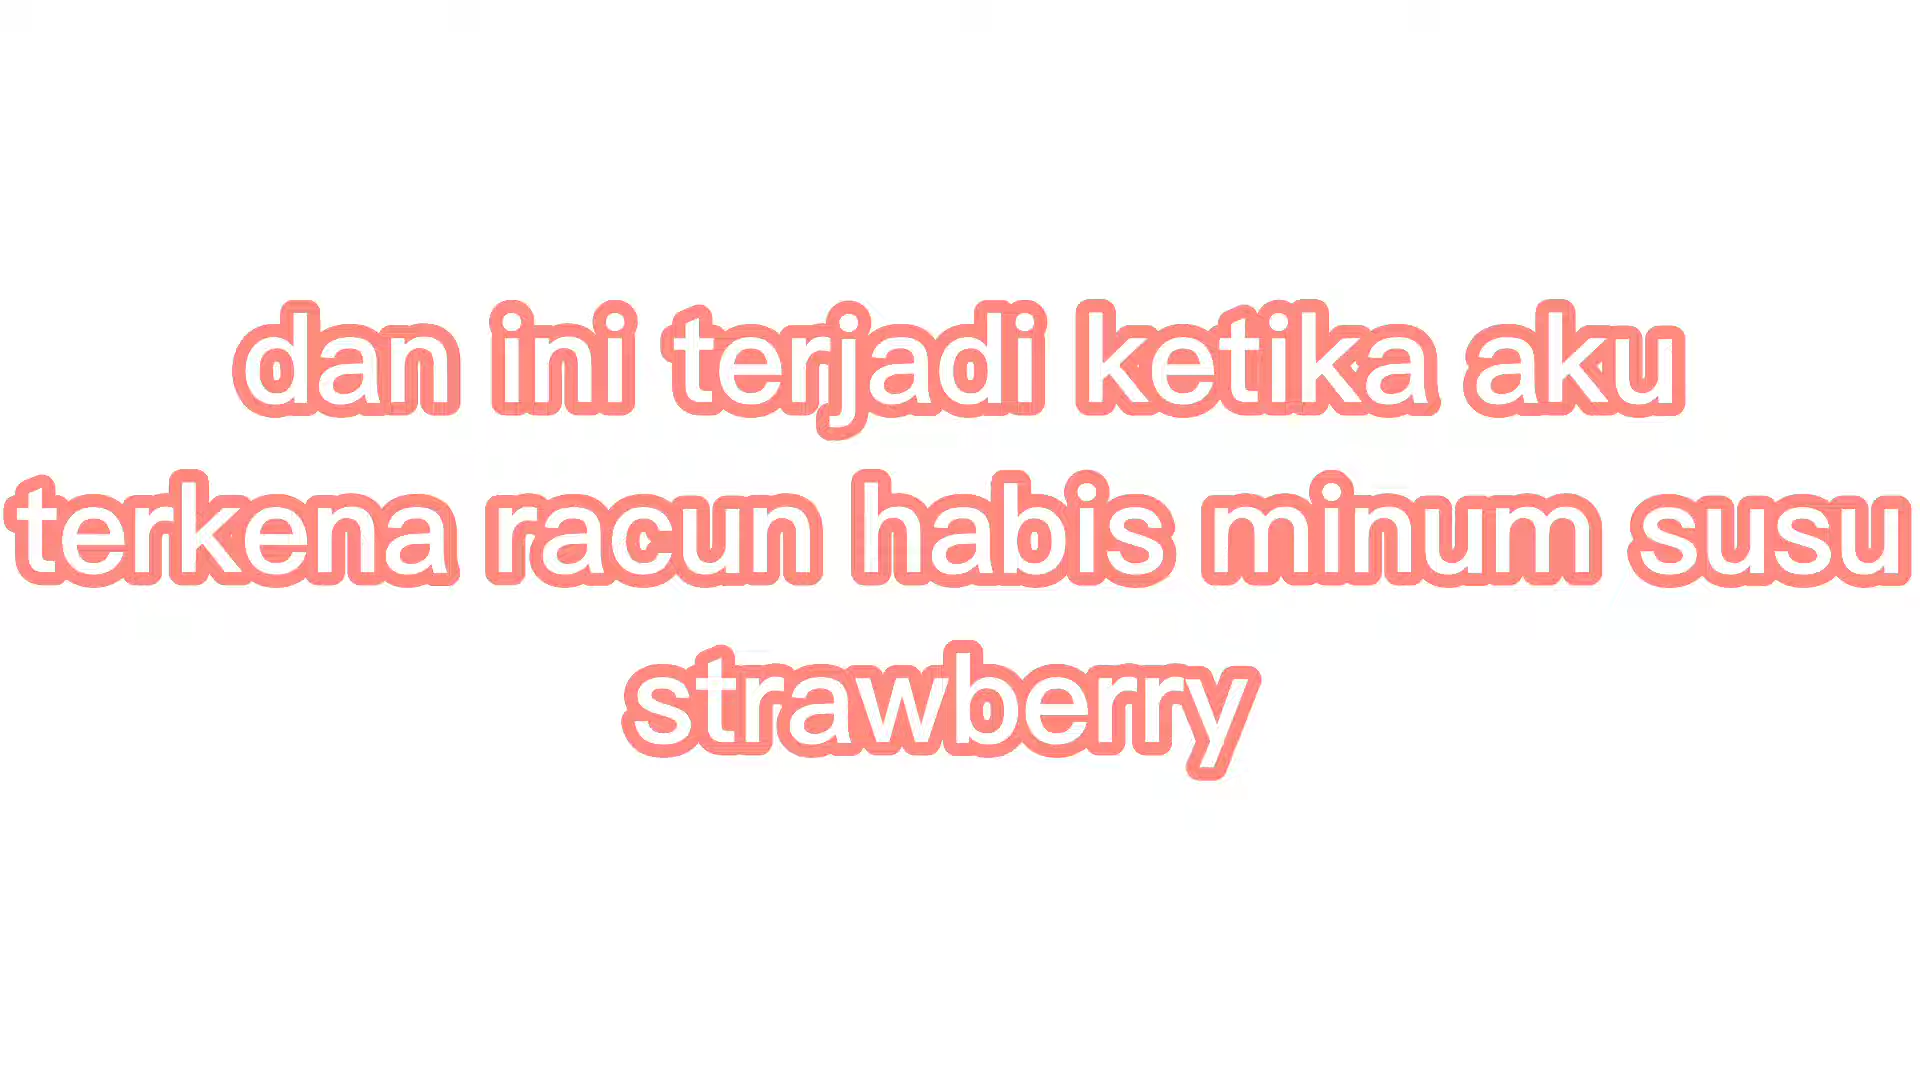 dan ini terjadi ketika aku
terkena racun habis minum susu
strawberry